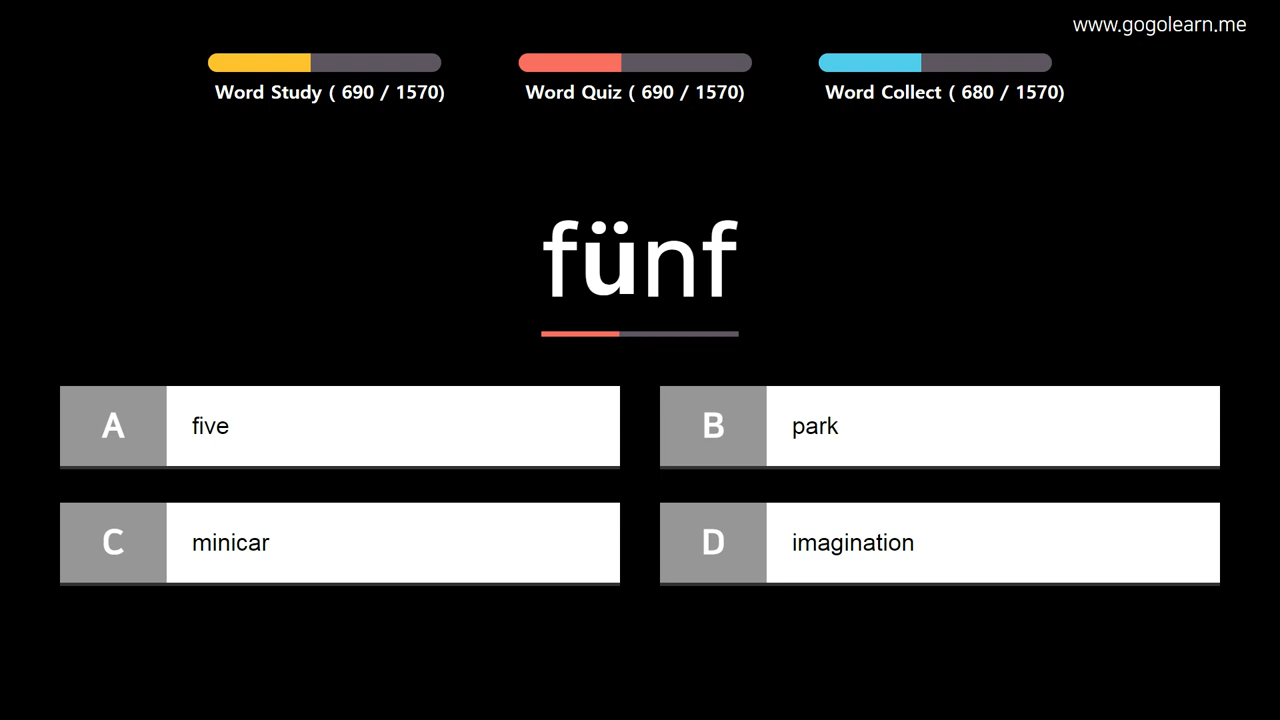 www.gogolearn.me
Word Study ( 690 / 1570)
Word Quiz ( 690 / 1570)
Word Collect ( 680 / 1570)
fünf
A five
B park
C minicar
D imagination